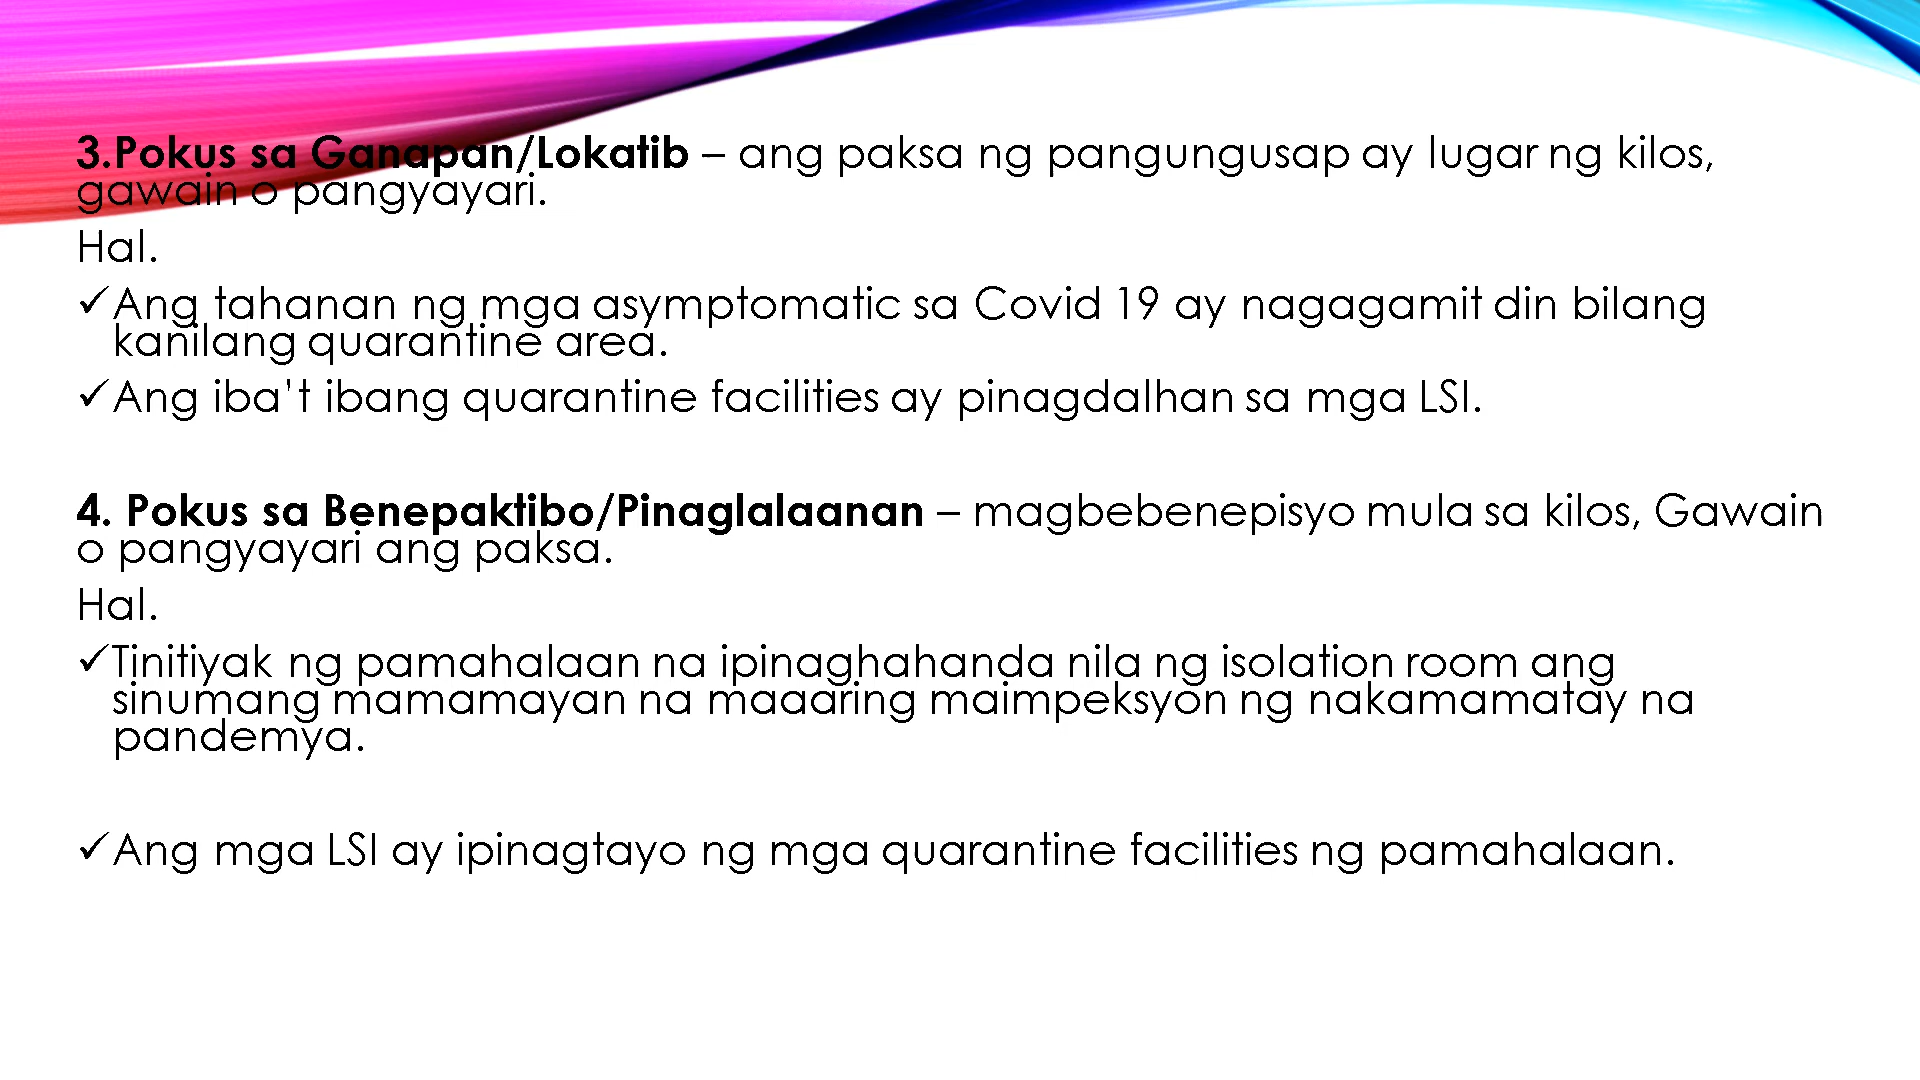 3.Pokus sa Ganapan/Lokatib – ang paksa ng pangungusap ay lugar ng kilos,
gawain o pangyayari.
Hal.
✓Ang tahanan ng mga asymptomatic sa Covid 19 ay nagagamit din bilang
kanilang quarantine area.
✓Ang iba't ibang quarantine facilities ay pinagdalhan sa mga LSI.
4. Pokus sa Benepaktibo/Pinaglalaanan – magbebenepisyo mula sa kilos, Gawain
o pangyayari ang paksa.
Hal.
✓Tinitiyak ng pamahalaan na ipinaghahanda nila ng isolation room ang
sinumang mamamayan na maaaring maimpeksyon ng nakamamatay na
pandemya.
✓Ang mga LSI ay ipinagtayo ng mga quarantine facilities ng pamahalaan.